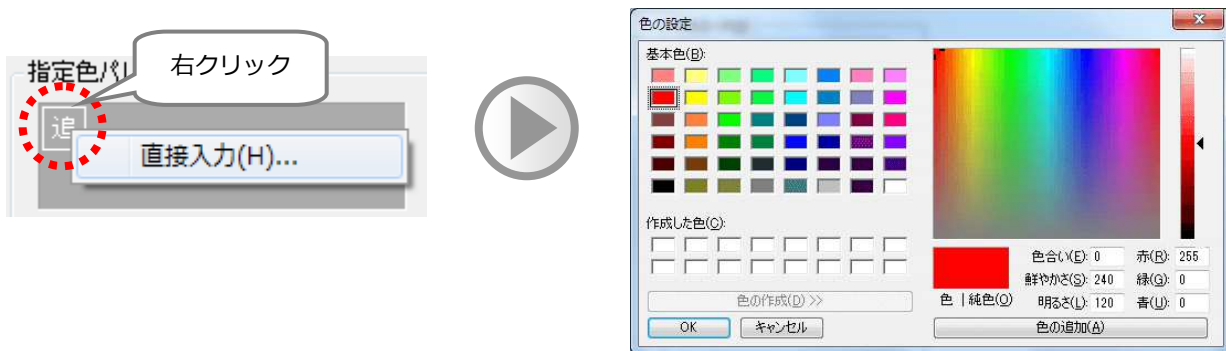 指定色パレ
右クリック
追
直接入力(H)...
色の設定
基本色(B):
作成した色(C):
色の作成(D) >>
OK
キャンセル
色 | 純色(O)
色合い(E): 0
赤(R): 255
鮮やかさ(S): 240
緑(G): 0
明るさ(L): 120
青(U): 0
色の追加(A)